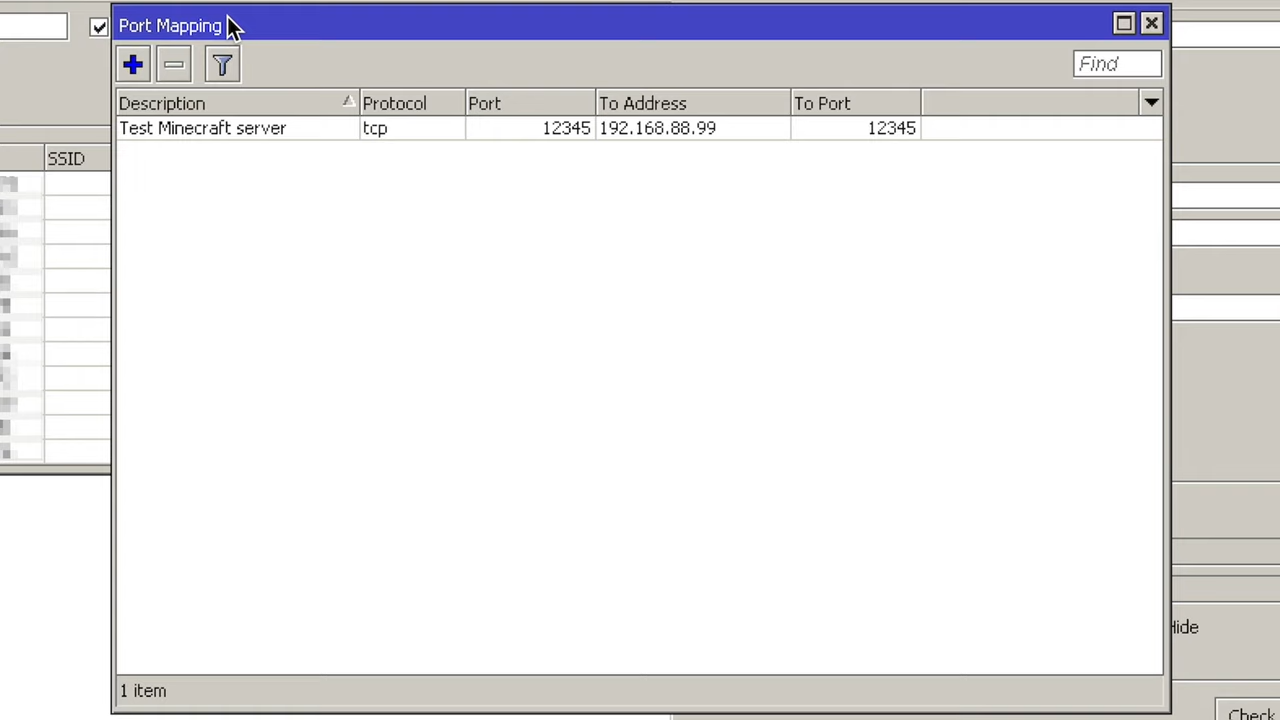 Port Mapping
Find
Description Protocol Port To Address To Port
Test Minecraft server tcp 12345 192.168.88.99 12345
SSID
Hide
1 item
Check